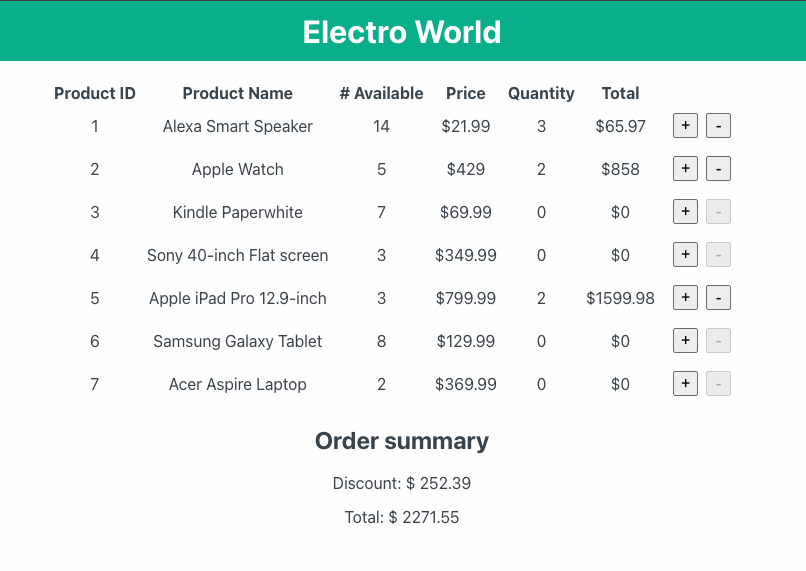 Electro World
Product ID Product Name # Available Price Quantity Total
1 Alexa Smart Speaker 14 $21.99 3 $65.97 + -
2 Apple Watch 5 $429 2 $858 + -
3 Kindle Paperwhite 7 $69.99 0 $0 + -
4 Sony 40-inch Flat screen 3 $349.99 0 $0 + -
5 Apple iPad Pro 12.9-inch 3 $799.99 2 $1599.98 + -
6 Samsung Galaxy Tablet 8 $129.99 0 $0 + -
7 Acer Aspire Laptop 2 $369.99 0 $0 + -
Order summary
Discount: $ 252.39
Total: $ 2271.55